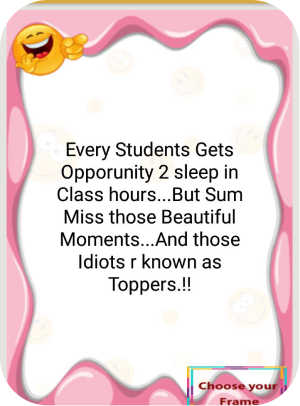 Every Students Gets
Opporunity 2 sleep in
Class hours...But Sum
Miss those Beautiful
Moments...And those
Idiots r known as
Toppers.!!
Choose your
Frame